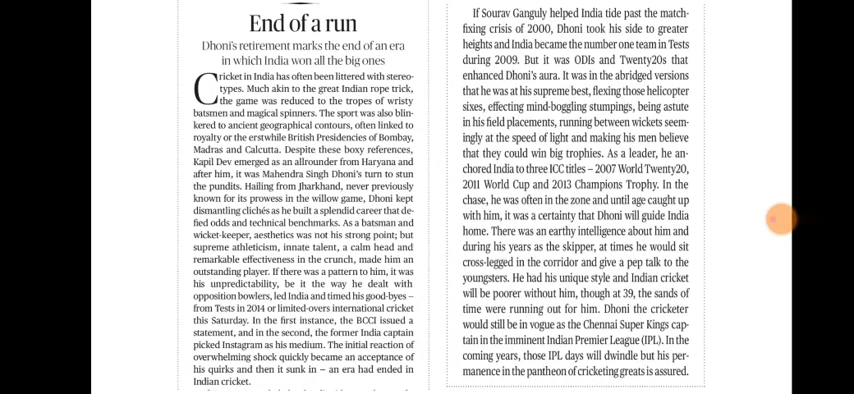 End of a run
Dhoni's retirement marks the end of an era
in which India won all the big ones
Cricket in India has often been littered with stereo-
types. Much akin to the great Indian rope trick,
the game was reduced to the tropes of wristy
batsmen and magical spinners. The sport was also blin-
kered to ancient geographical contours, often linked to
royalty or the erstwhile British Presidencies of Bombay,
Madras and Calcutta. Despite these boxy references,
Kapil Dev emerged as an allrounder from Haryana and
after him, it was Mahendra Singh Dhoni's turn to stun
the pundits. Hailing from Jharkhand, never previously
known for its prowess in the willow game, Dhoni kept
dismantling clichés as he built a splendid career that de-
fied odds and technical benchmarks. As a batsman and
wicket-keeper, aesthetics was not his strong point; but
supreme athleticism, innate talent, a calm head and
remarkable effectiveness in the crunch, made him an
outstanding player. If there was a pattern to him, it was
his unpredictability, be it the way he dealt with
opposition bowlers, led India and timed his good-byes –
from Tests in 2014 or limited-overs international cricket
this Saturday. In the first instance, the BCCI issued a
statement, and in the second, the former India captain
picked Instagram as his medium. The initial reaction of
overwhelming shock quickly became an acceptance of
his quirks and then it sunk in – an era had ended in
Indian cricket.
If Sourav Ganguly helped India tide past the match-
fixing crisis of 2000, Dhoni took his side to greater
heights and India became the number one team in Tests
during 2009. But it was ODIs and Twenty20s that
enhanced Dhoni's aura. It was in the abridged versions
that he was at his supreme best, flexing those helicopter
sixes, effecting mind-boggling stumpings, being astute
in his field placements, running between wickets seem-
ingly at the speed of light and making his men believe
that they could win big trophies. As a leader, he an-
chored India to three ICC titles – 2007 World Twenty20,
2011 World Cup and 2013 Champions Trophy. In the
chase, he was often in the zone and until age caught up
with him, it was a certainty that Dhoni will guide India
home. There was an earthy intelligence about him and
during his years as the skipper, at times he would sit
cross-legged in the corridor and give a pep talk to the
youngsters. He had his unique style and Indian cricket
will be poorer without him, though at 39, the sands of
time were running out for him. Dhoni the cricketer
would still be in vogue as the Chennai Super Kings cap-
tain in the imminent Indian Premier League (IPL). In the
coming years, those IPL days will dwindle but his per-
manence in the pantheon of cricketing greats is assured.